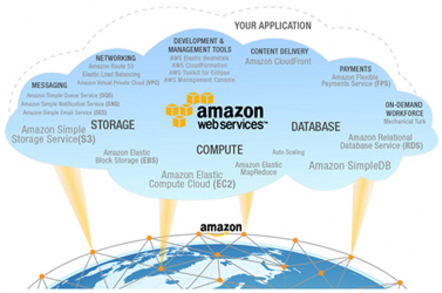 YOUR APPLICATION
DEVELOPMENT &
MANAGEMENT TOOLS
AWS Elastic Beanstalk
AWS CloudFormation
AWS Toolkit for Eclipse
AWS Management Console
NETWORKING
Amazon Route 53
Elastic Load Balancing
Amazon Virtual Private Cloud (VPC)
CONTENT DELIVERY
Amazon CloudFront
PAYMENTS
Amazon Flexible
Payments Service (FPS)
MESSAGING
Amazon Simple Queue Service (SQS)
Amazon Simple Notification Service (SNS)
Amazon Simple Email Service (SES)
ON-DEMAND
WORKFORCE
Mechanical Turk
amazon
web services™
STORAGE
Amazon Simple
Storage Service(S3)
Amazon Elastic
Block Storage (EBS)
COMPUTE
Amazon Elastic
Compute Cloud (EC2)
Amazon Elastic
MapReduce
Auto Scaling
DATABASE
Amazon Relational
Database Service (RDS)
Amazon SimpleDB
amazon